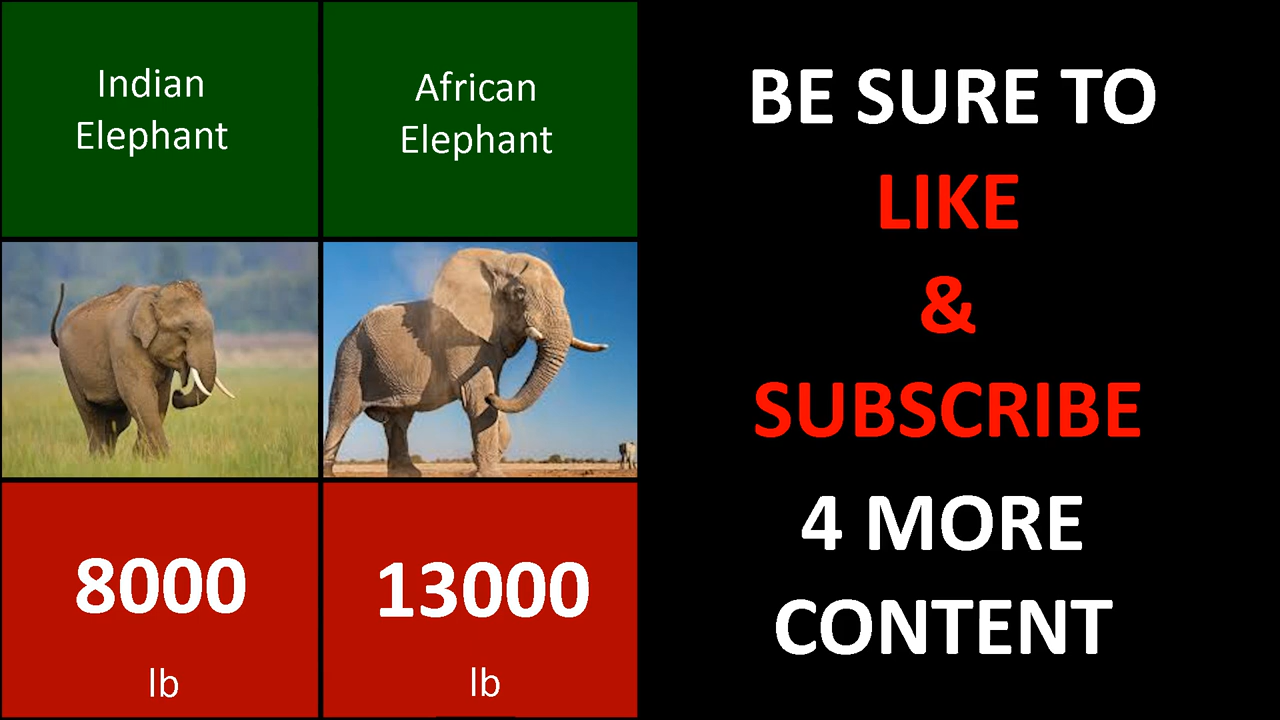 Indian
Elephant
African
Elephant
8000
lb
13000
lb
BE SURE TO
LIKE
&
SUBSCRIBE
4 MORE
CONTENT